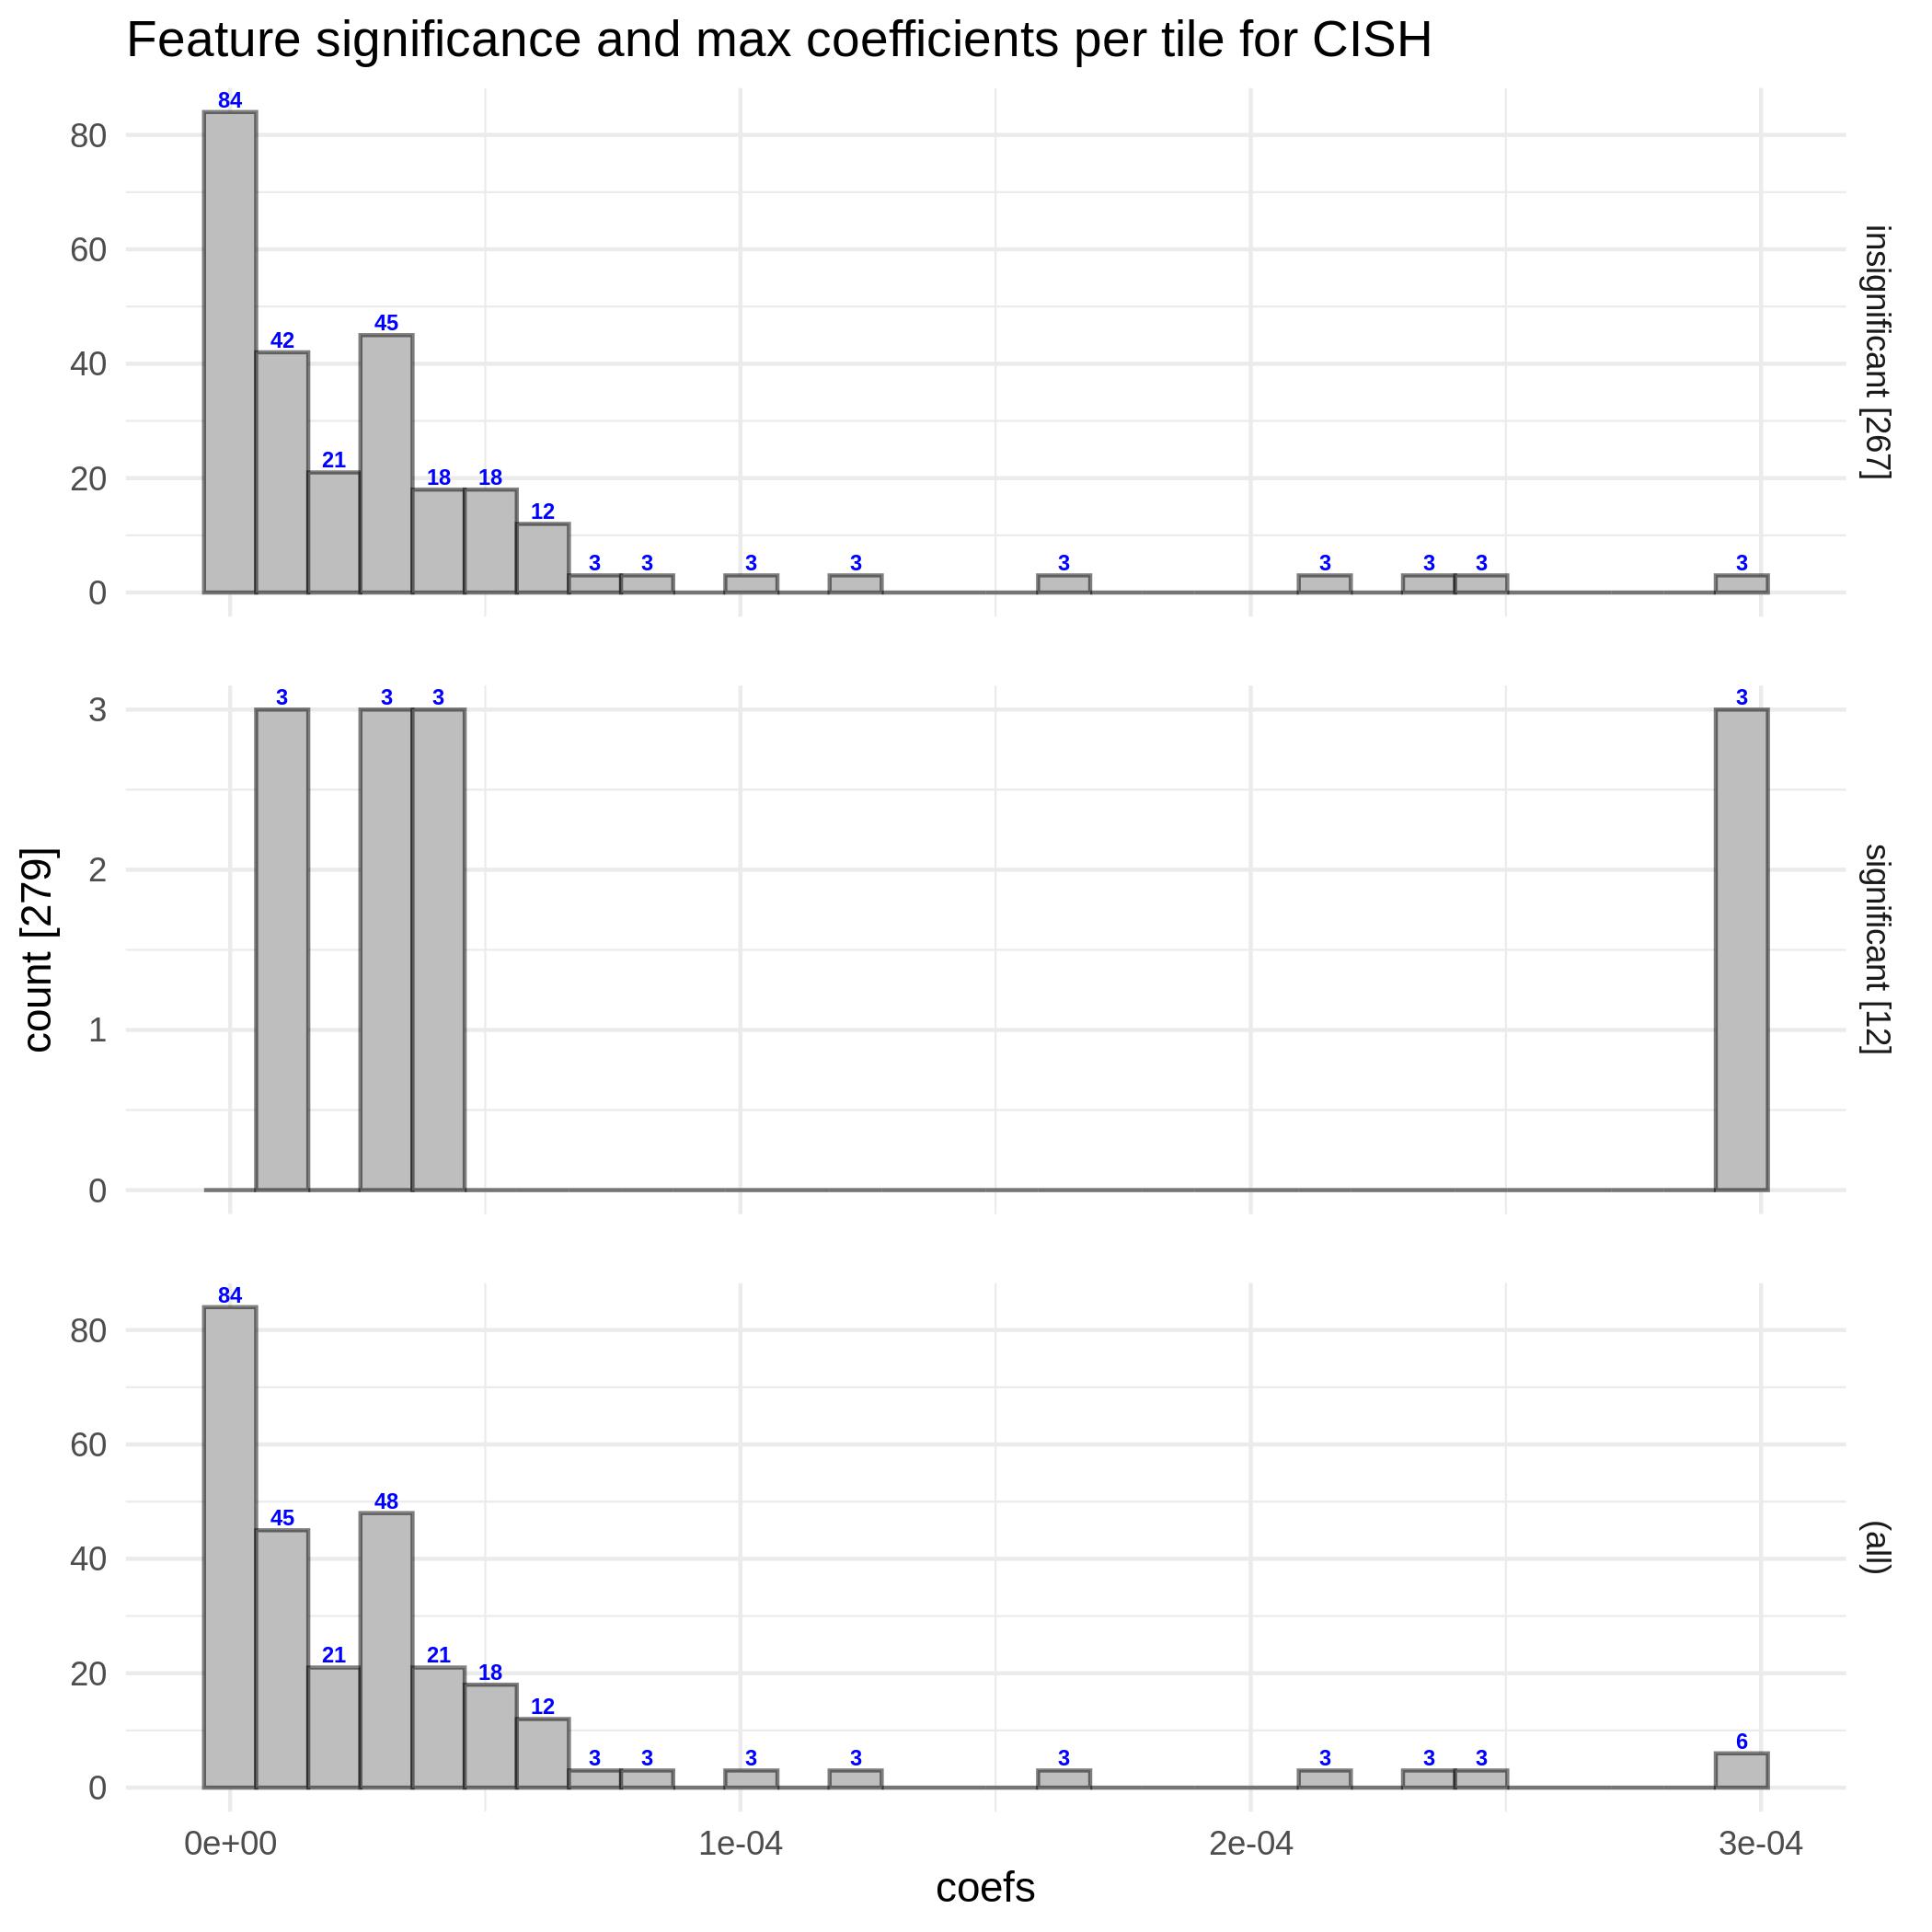 Feature significance and max coefficients per tile for CISH
84
80
60
45
42
40
21
20
18 18
12
3 3 3 3 3 3 3 3 3
0
insignificant [267]
3 3 3 3
3
2
1
0
significant [12]
count [279]
84
80
60
48
45
40
21 21
20
18
12
6
3 3 3 3 3 3 3 3
0
(all)
0e+00 1e-04 2e-04 3e-04
coefs